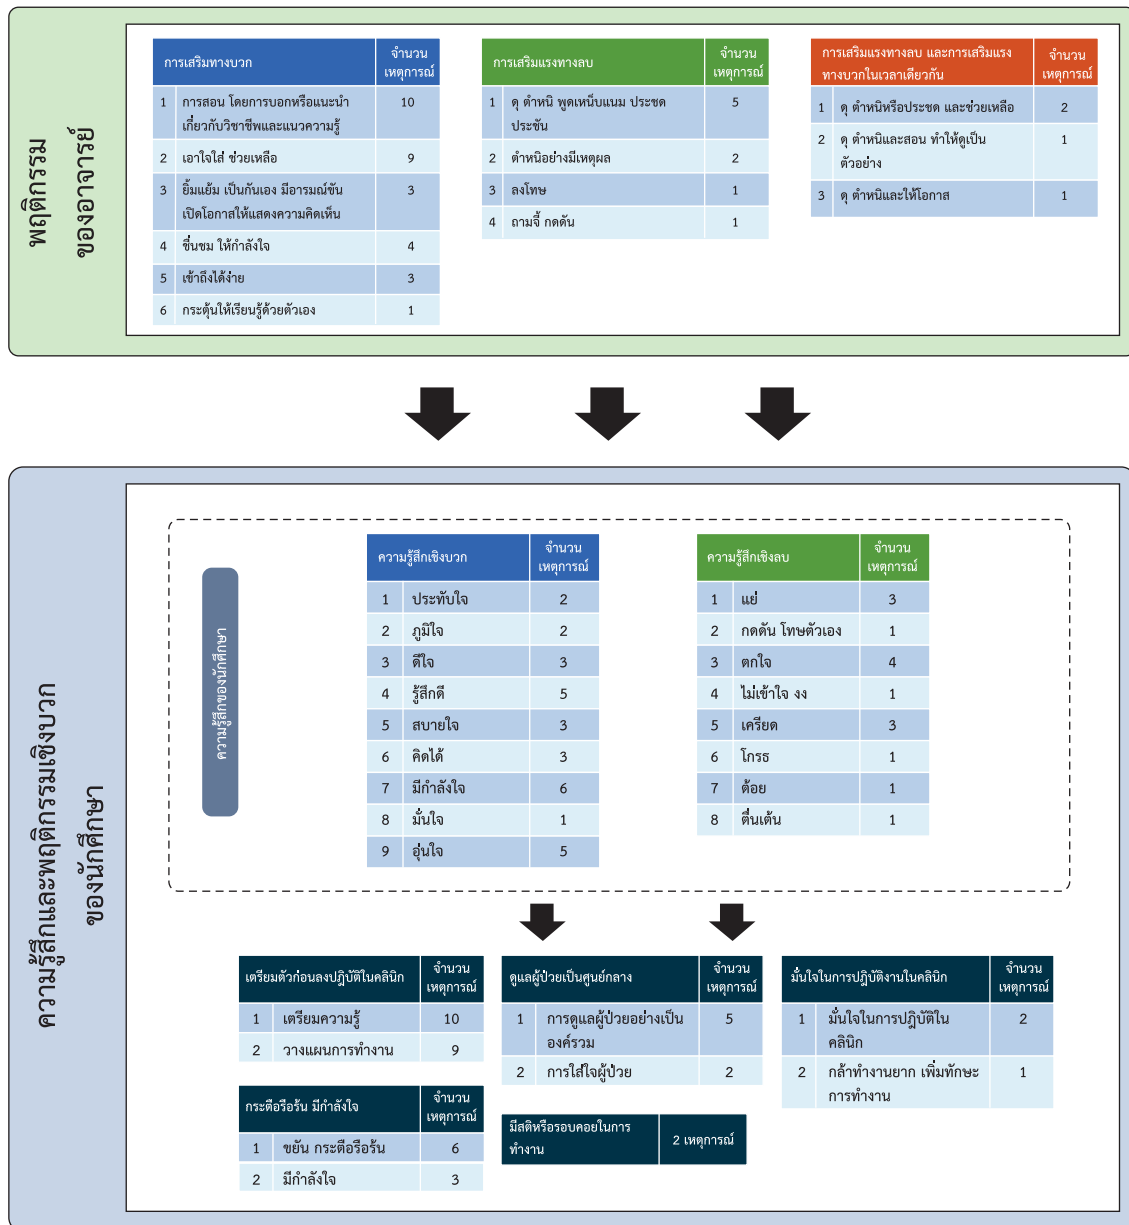 พฤติกรรม
ของอาจารย์
การเสริมทางบวก
จำนวน
เหตุการณ์
1 การสอน โดยการบอกหรือแนะนำ 10
เกี่ยวกับวิชาชีพและแนวความรู้
2 เอาใจใส่ ช่วยเหลือ 9
3 ยิ้มแย้ม เป็นกันเอง มีอารมณ์ขัน 3
เปิดโอกาสให้แสดงความคิดเห็น
4 ชื่นชม ให้กำลังใจ 4
5 เข้าถึงได้ง่าย 3
6 กระตุ้นให้เรียนรู้ด้วยตัวเอง 1
การเสริมแรงทางลบ
จำนวน
เหตุการณ์
1 ดุ ตำหนิ พูดเหน็บแนม ประชด 5
ประชัน
2 ตำหนิอย่างมีเหตุผล 2
3 ลงโทษ 1
4 ถามจี้ กดดัน 1
การเสริมแรงทางลบ และการเสริมแรง
ทางบวกในเวลาเดียวกัน
จำนวน
เหตุการณ์
1 ดุ ตำหนิหรือประชด และช่วยเหลือ 2
2 ดุ ตำหนิและสอน ทำให้ดูเป็น 1
ตัวอย่าง
3 ดุ ตำหนิและให้โอกาส 1
ความรู้สึกและพฤติกรรมเชิงบวก
ของนักศึกษา
ความรู้สึกของนักศึกษา
ความรู้สึกเชิงบวก
จำนวน
เหตุการณ์
1 ประทับใจ 2
2 ภูมิใจ 2
3 ดีใจ 3
4 รู้สึกดี 5
5 สบายใจ 3
6 คิดได้ 3
7 มีกำลังใจ 6
8 มั่นใจ 1
9 อุ่นใจ 5
ความรู้สึกเชิงลบ
จำนวน
เหตุการณ์
1 แย่ 3
2 กดดัน โทษตัวเอง 1
3 ตกใจ 4
4 ไม่เข้าใจ งง 1
5 เครียด 3
6 โกรธ 1
7 ด้อย 1
8 ตื่นเต้น 1
เตรียมตัวก่อนลงปฏิบัติในคลินิก
จำนวน
เหตุการณ์
1 เตรียมความรู้ 10
2 วางแผนการทำงาน 9
กระตือรือร้น มีกำลังใจ
จำนวน
เหตุการณ์
1 ขยัน กระตือรือร้น 6
2 มีกำลังใจ 3
ดูแลผู้ป่วยเป็นศูนย์กลาง
จำนวน
เหตุการณ์
1 การดูแลผู้ป่วยอย่างเป็น 5
องค์รวม
2 การใส่ใจผู้ป่วย 2
มีสติหรือรอบคอยในการ
ทำงาน
2 เหตุการณ์
มั่นใจในการปฏิบัติงานในคลินิก
จำนวน
เหตุการณ์
1 มั่นใจในการปฏิบัติใน 2
คลินิก
2 กล้าทำงานยาก เพิ่มทักษะ 1
การทำงาน